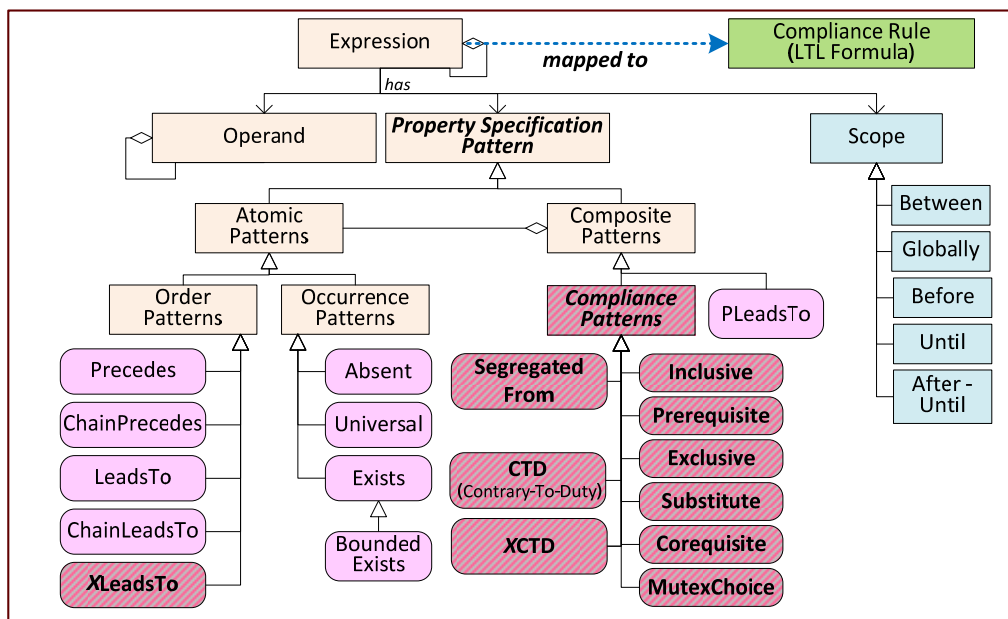 Expression
Compliance Rule
(LTL Formula)
mapped to
has
Operand
Property Specification
Pattern
Scope
Atomic
Patterns
Composite
Patterns
Between
Globally
Before
Until
After -
Until
Order
Patterns
Occurrence
Patterns
Compliance
Patterns
PLeadsTo
Precedes
ChainPrecedes
LeadsTo
ChainLeadsTo
XLeadsTo
Absent
Universal
Exists
Bounded
Exists
Segregated
From
CTD
(Contrary-To-Duty)
XCTD
Inclusive
Prerequisite
Exclusive
Substitute
Corequisite
MutexChoice